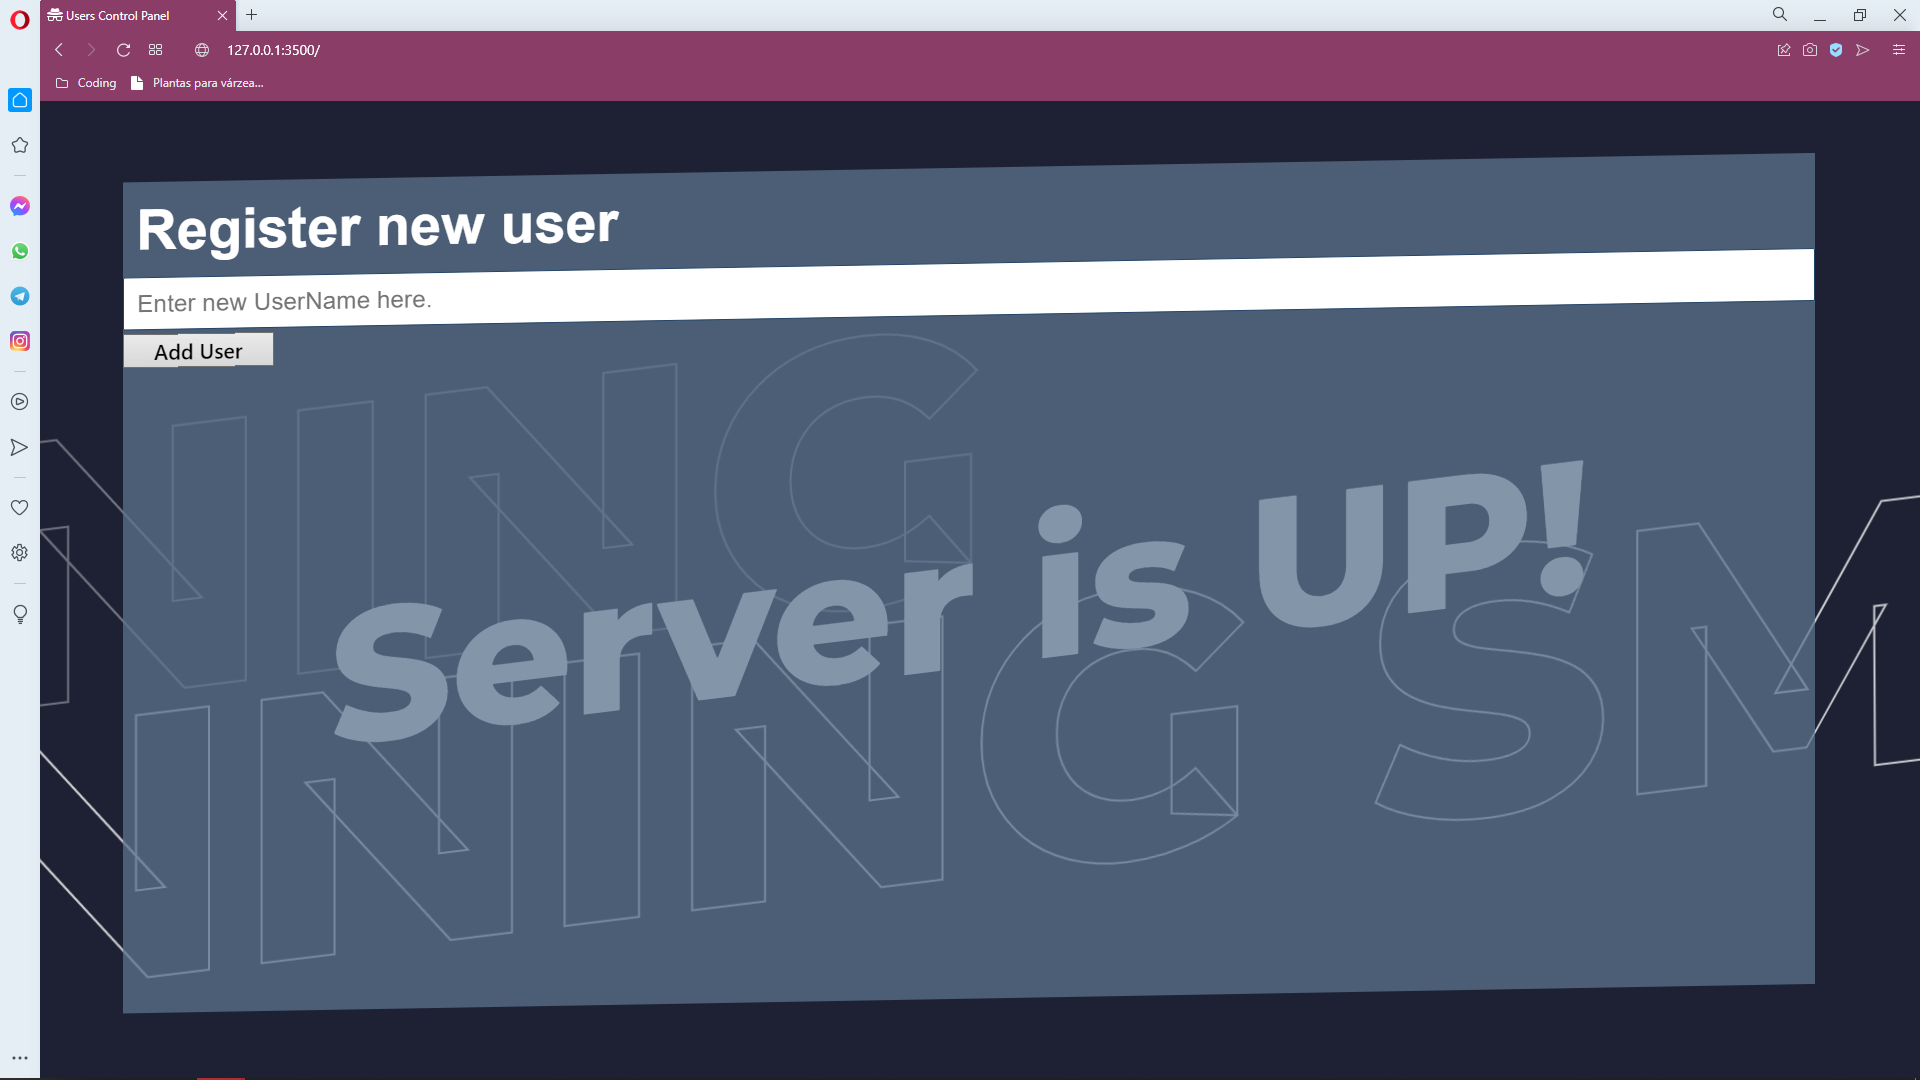 Users Control Panel
127.0.0.1:3500/
Coding
Plantas para várzea...
Register new user
Enter new UserName here.
Add User
NING
Server is UP!
NNING SM